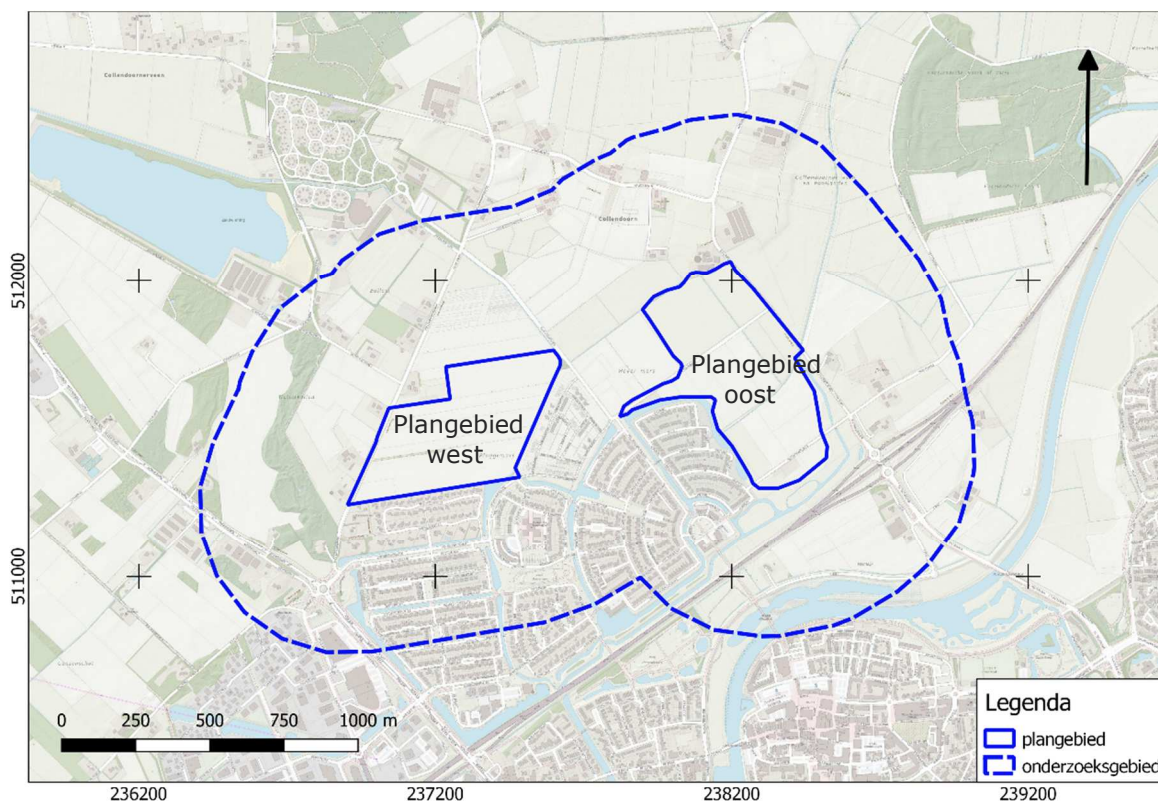 Collendoornerveen
Collendoorn
512000
Plangebied
oost
Plangebied
west
511000
Legenda
plangebied
onderzoeksgebied
0 250 500 750 1000 m
236200 237200 238200 239200